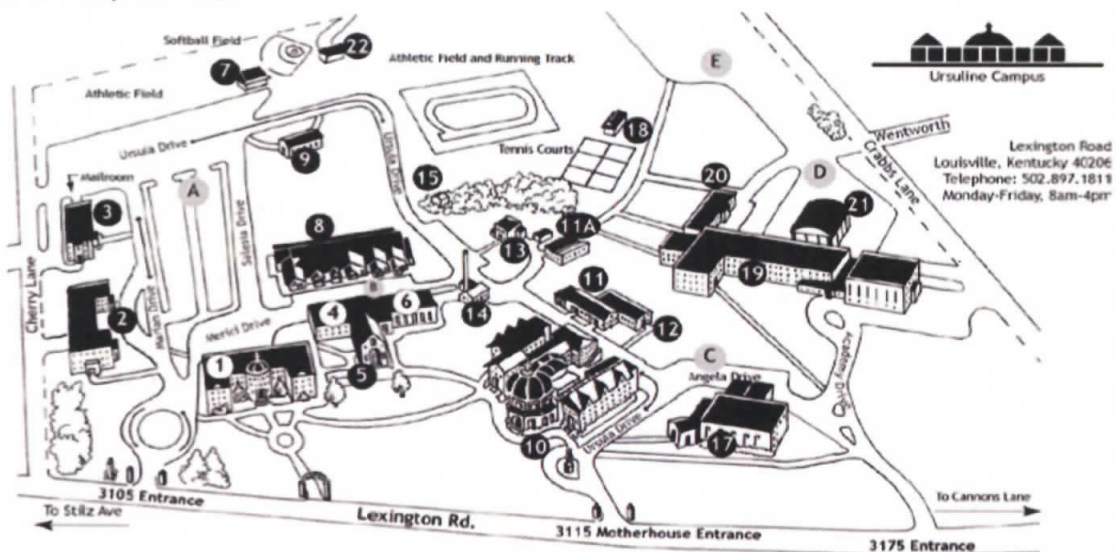 Softball Field
22
7
Athletic Field and Running Track
E
Athletic Field
Ursuline Campus
Ursula Drive
Ursula Drive
9
18
Wentworth
Crabbs Lane
Lexington Road
Louisville, Kentucky 40206
Telephone: 502.897.1811
Monday-Friday, 8am-4pm
Tennis Courts
Mailroom
A
15
20
D
3
8
13
11A
21
Cherry Lane
2
4
6
14
11
12
19
Merici Drive
1
5
C
Angela Drive
Academy Drive
10
Ursula Drive
17
3105 Entrance
To Stilz Ave
Lexington Rd.
3115 Motherhouse Entrance
To Cannons Lane
3175 Entrance